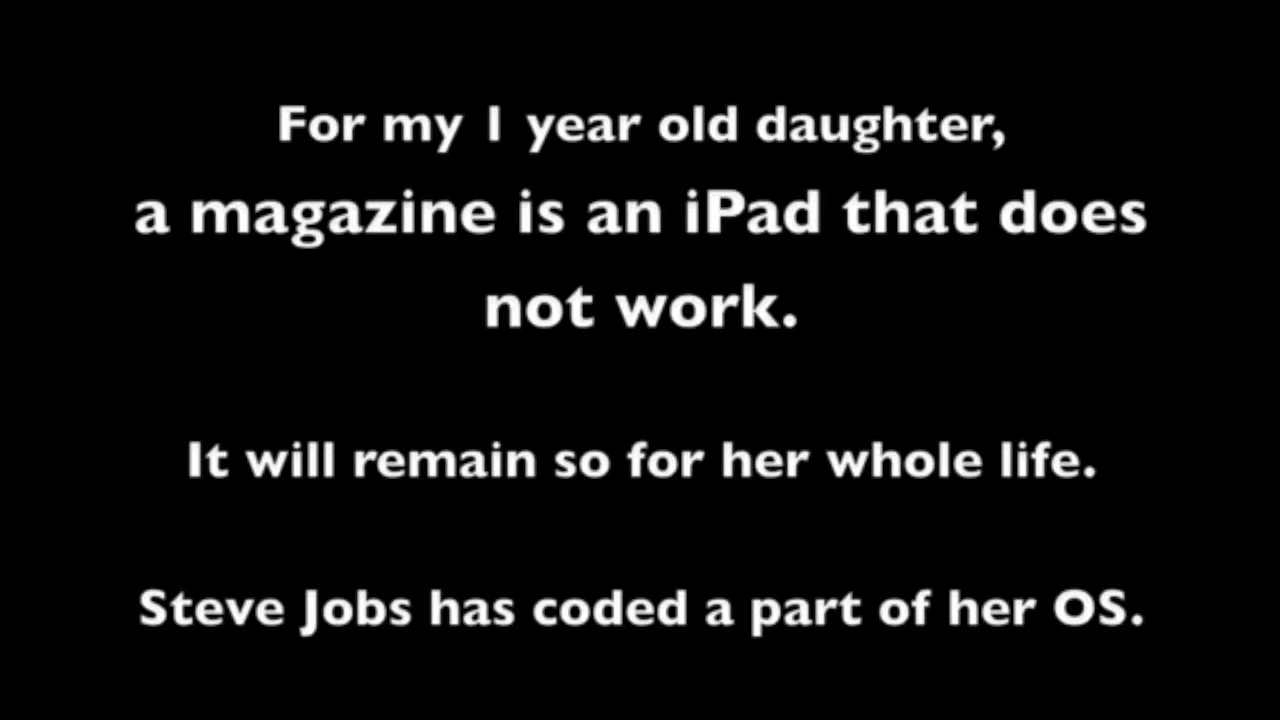 For my 1 year old daughter,
a magazine is an iPad that does
not work.
It will remain so for her whole life.
Steve Jobs has coded a part of her OS.